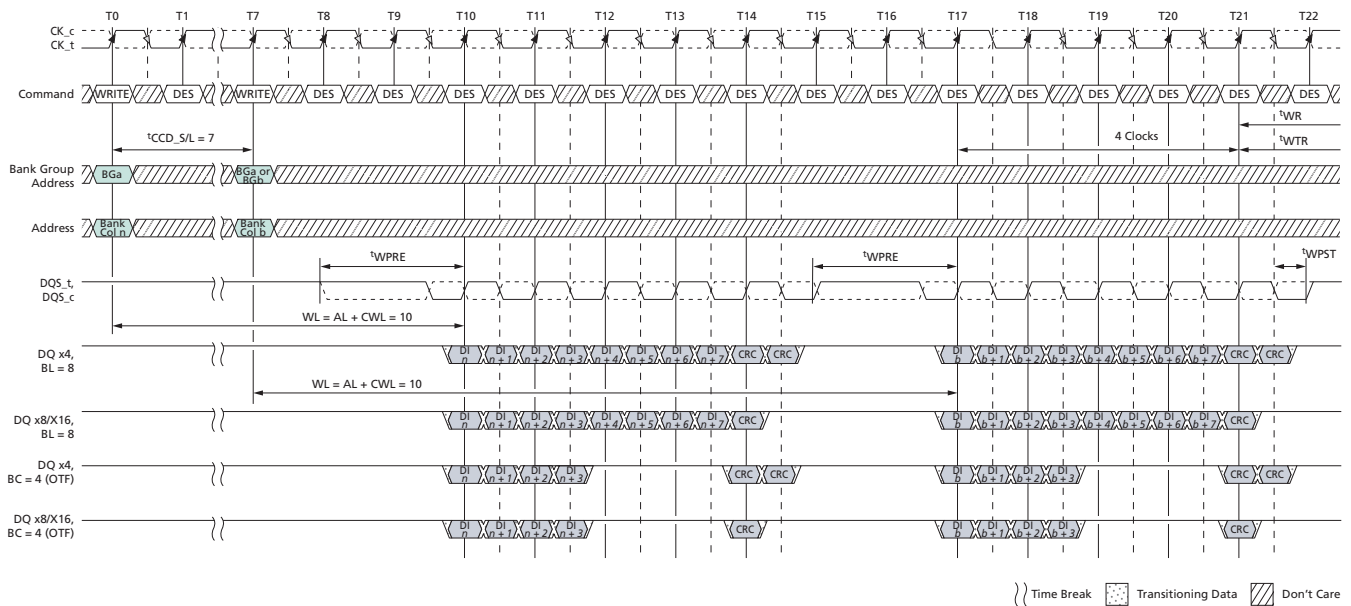 T0 T1 T7 T8 T9 T10 T11 T12 T13 T14 T15 T16 T17 T18 T19 T20 T21 T22
CK_c
CK_t
Command WRITE DES WRITE DES DES DES DES DES DES DES DES DES DES DES DES DES DES DES
tWR
tCCD_S/L = 7 4 Clocks tWTR
Bank Group
Address BGa BGa or
BGb
Address Bank
Col n Bank
Col b
tWPRE tWPRE tWPST
DQS_t,
DQS_c
WL = AL + CWL = 10
DQ x4,
BL = 8 DI
n DI
n + 1 DI
n + 2 DI
n + 3 DI
n + 4 DI
n + 5 DI
n + 6 DI
n + 7 CRC CRC DI
b DI
b + 1 DI
b + 2 DI
b + 3 DI
b + 4 DI
b + 5 DI
b + 6 DI
b + 7 CRC CRC
WL = AL + CWL = 10
DQ x8/X16,
BL = 8 DI
n DI
n + 1 DI
n + 2 DI
n + 3 DI
n + 4 DI
n + 5 DI
n + 6 DI
n + 7 CRC DI
b DI
b + 1 DI
b + 2 DI
b + 3 DI
b + 4 DI
b + 5 DI
b + 6 DI
b + 7 CRC
DQ x4,
BC = 4 (OTF) DI
n DI
n + 1 DI
n + 2 DI
n + 3 CRC CRC DI
b DI
b + 1 DI
b + 2 DI
b + 3 CRC CRC
DQ x8/X16,
BC = 4 (OTF) DI
n DI
n + 1 DI
n + 2 DI
n + 3 CRC DI
b DI
b + 1 DI
b + 2 DI
b + 3 CRC
Time Break Transitioning Data Don't Care